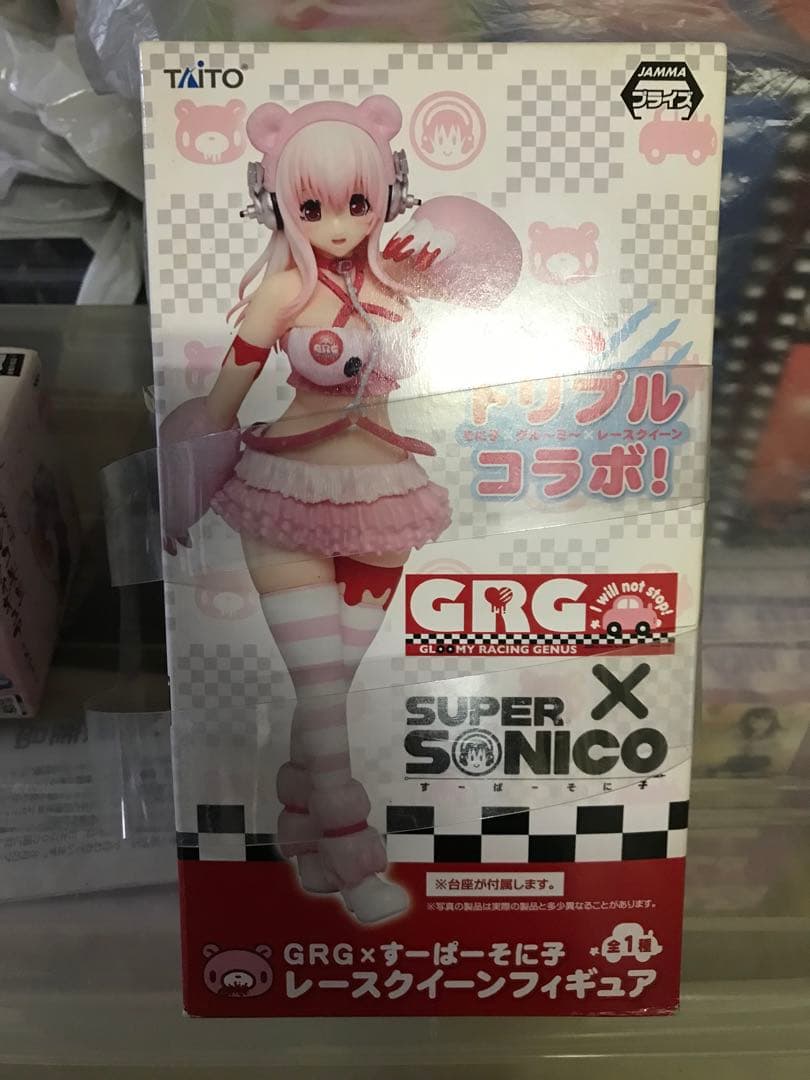 TAITO®
JAMMA
プライズ
GRG
トリプル
そに子×グル～ミ～×レースクイーン
コラボ!
GRG
I will not stop!
GLOOMY RACING GENUS
×
SUPER
SONICO
すーぱーそに子
※台座が付属します。
※写真の製品は実際の製品と多少異なることがあります。
GRG×すーぱーそに子
全1種
レースクイーンフィギュア